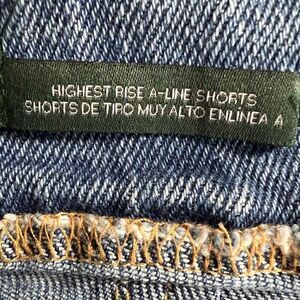 HIGHEST RISE A-LINE SHORTS
SHORTS DE TIRO MUY ALTO ENLINEA A